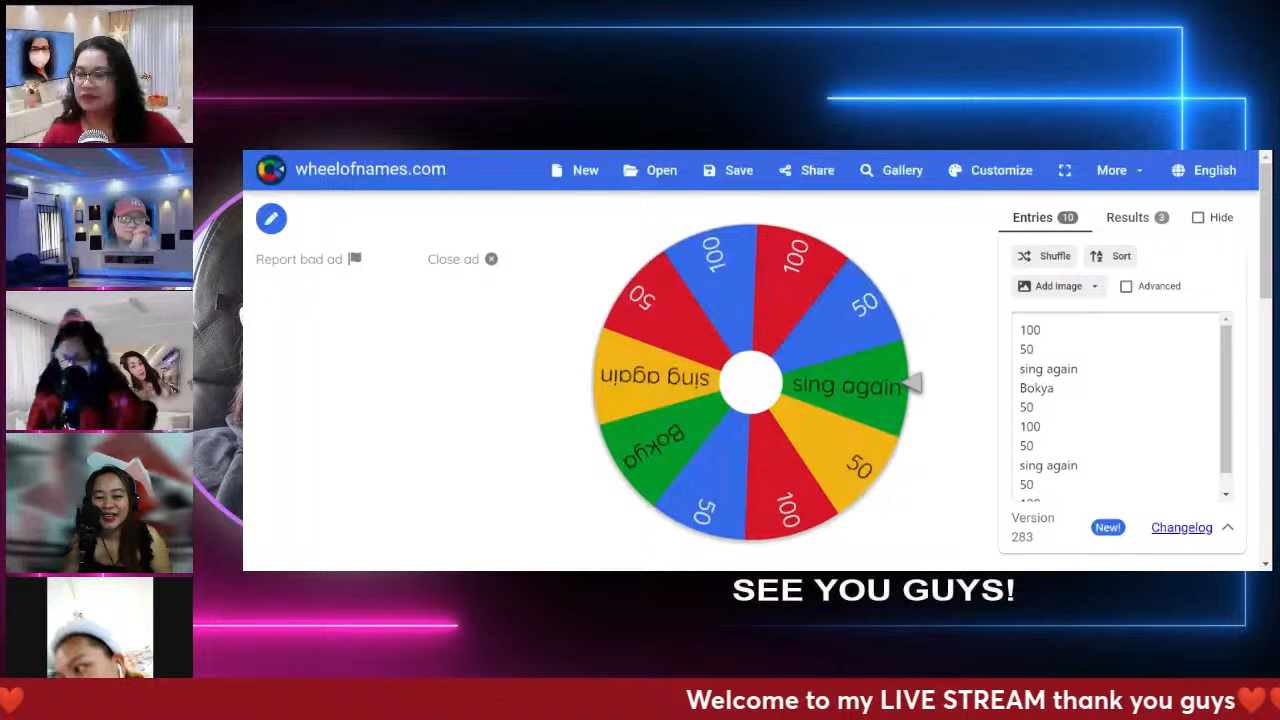 wheelofnames.com
New
Open
Save
Share
Gallery
Customize
More
English
Report bad ad
Close ad
Entries 10
Results 3
Hide
Shuffle
Sort
Add Image
Advanced
100
50
sing again
Bokya
50
100
50
sing again
50
100
Version
283
New!
Changelog
100
100
50
sing again
50
100
50
Bokya
sing again
50
SEE YOU GUYS!
Welcome to my LIVE STREAM thank you guys